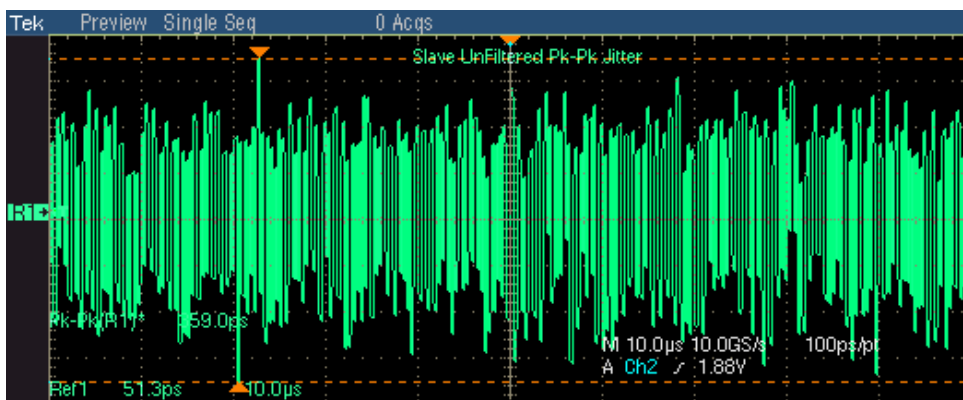 Tek Preview Single Seq 0 Acqs
Slave UnFiltered Pk-Pk Jitter
R1
Pk-Pk(R1)* 359.0ps
M 10.0µs 10.0GS/s 100ps/pt
A Ch2 1.88V
Ref1 51.3ps 10.0µs